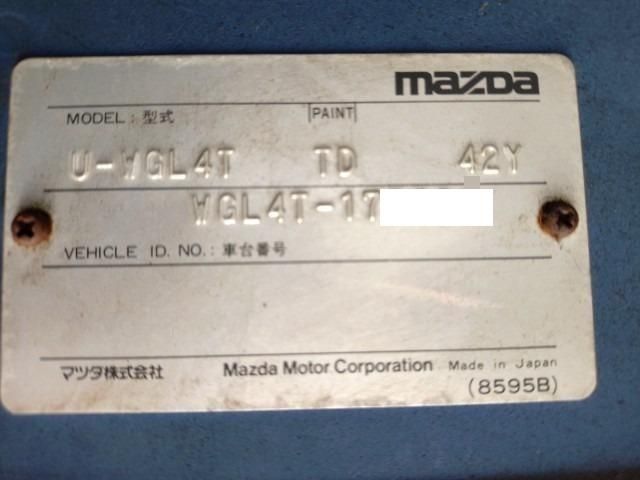 mazda
MODEL : 型式 PAINT
U-WGL4T TD 42Y
WGL4T-17
VEHICLE ID. NO. : 車台番号
マツダ株式会社 Mazda Motor Corporation Made in Japan
(8595B)